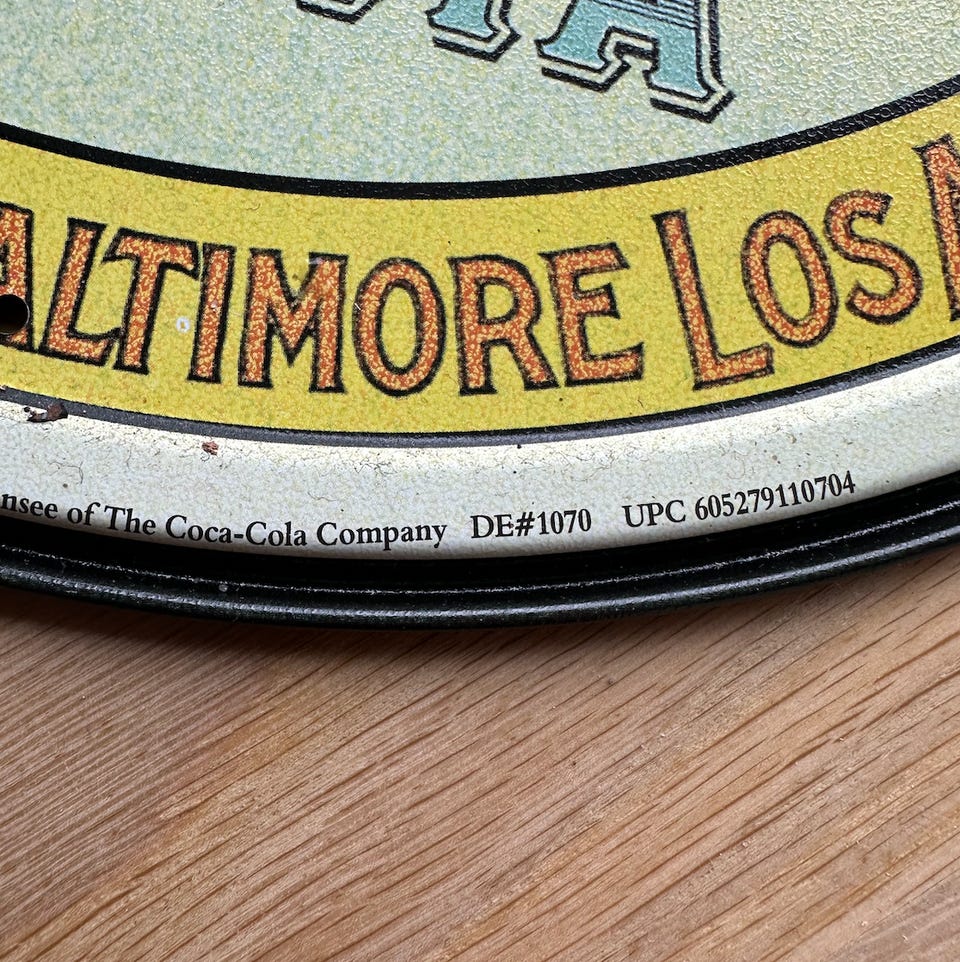 ALTIMORE LOS
nsee of The Coca-Cola Company DE#1070 UPC 605279110704